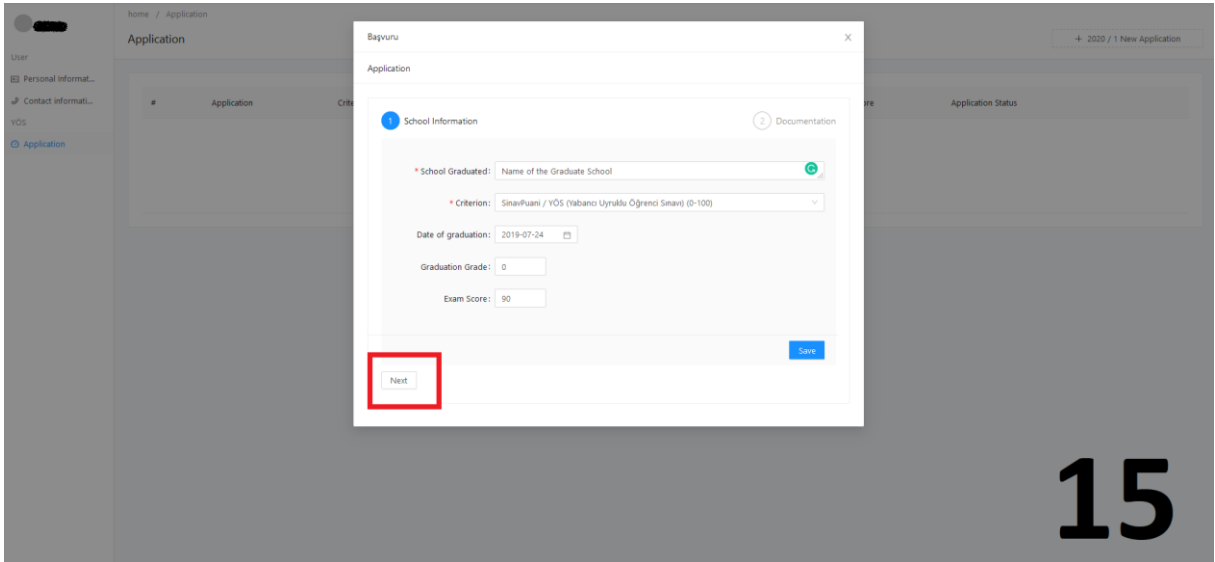 home / Application
Application
+ 2020 / 1 New Application
User
Personal Informat...
Contact informati...
YÖS
Application
# Application Application Status
Başvuru
Application
1 School Information
2 Documentation
* School Graduated: Name of the Graduate School
* Criterion: SinavPuani / YÖS (Yabancı Uyruklu Öğrenci Sınavı) (0-100)
Date of graduation: 2019-07-24
Graduation Grade: 0
Exam Score: 90
Save
Next
15